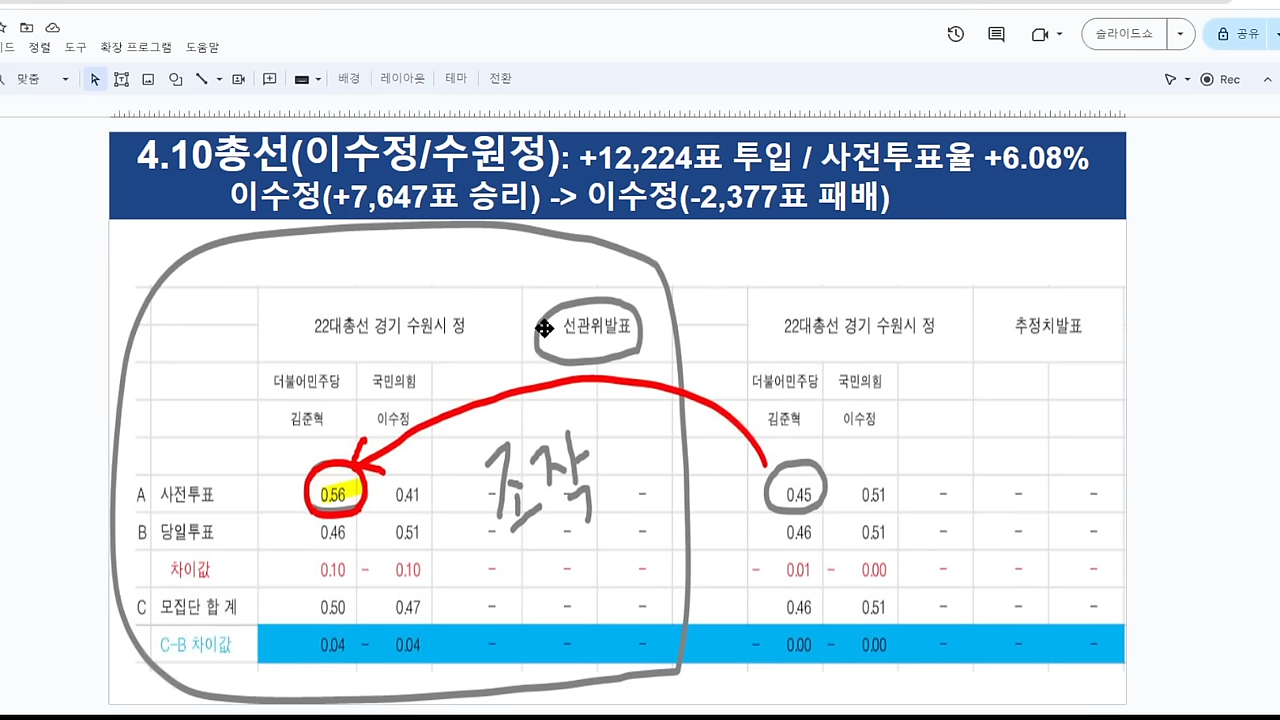 이드 정렬 도구 확장 프로그램 도움말
슬라이드쇼 공유
맞춤 배경 레이아웃 테마 전환 Rec
4.10총선(이수정/수원정): +12,224표 투입 / 사전투표율 +6.08%
이수정(+7,647표 승리) -> 이수정(-2,377표 패배)
22대총선 경기 수원시 정 선관위발표 22대총선 경기 수원시 정 추정치발표
더불어민주당 국민의힘 더불어민주당 국민의힘
김준혁 이수정 김준혁 이수정
조작
A 사전투표 0.56 0.41 - - - 0.45 0.51 - - -
B 당일투표 0.46 0.51 - - - 0.46 0.51 - - -
차이값 0.10 - 0.10 - - - - 0.01 - 0.00 - - -
C 모집단 합 계 0.50 0.47 - - - 0.46 0.51 - - -
C-B 차이값 0.04 - 0.04 - - - - 0.00 - 0.00 - - -